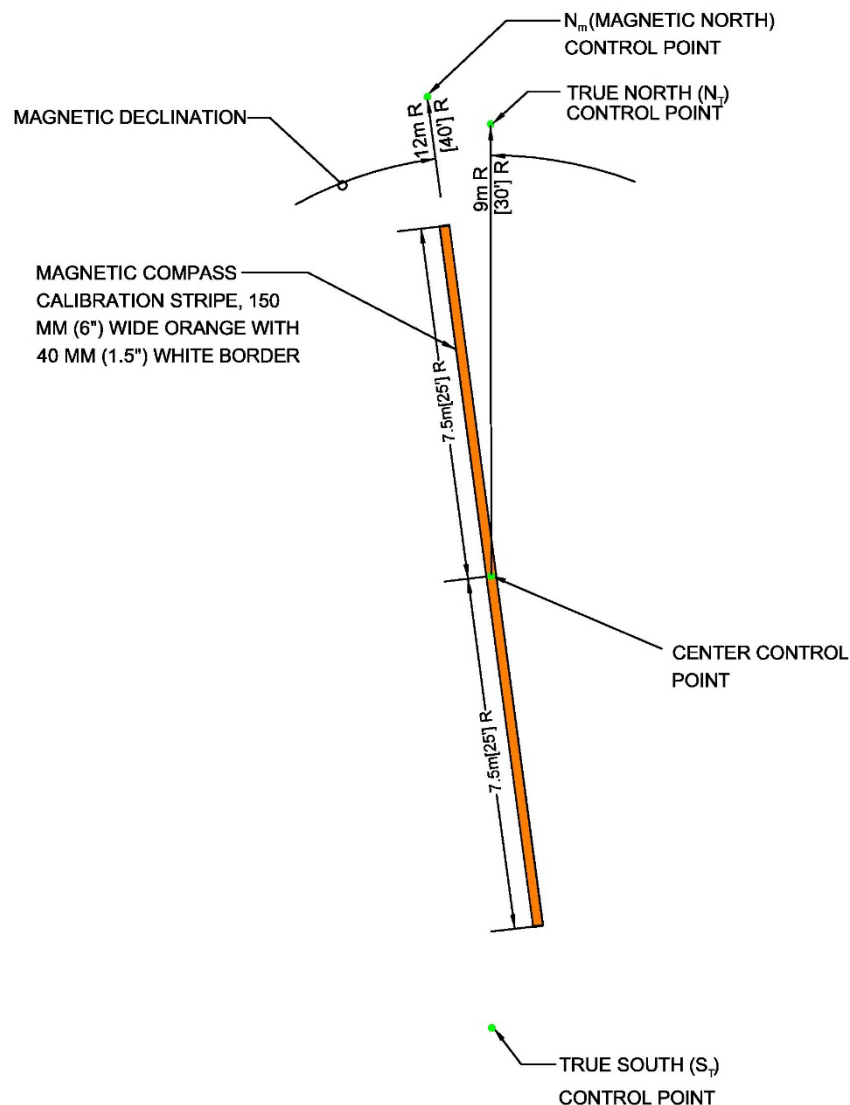 Nm(MAGNETIC NORTH)
CONTROL POINT
TRUE NORTH (NT)
CONTROL POINT
MAGNETIC DECLINATION
12m R
[40'] R
9m R
[30'] R
MAGNETIC COMPASS
CALIBRATION STRIPE, 150
MM (6") WIDE ORANGE WITH
40 MM (1.5") WHITE BORDER
7.5m[25'] R
CENTER CONTROL
POINT
7.5m[25'] R
TRUE SOUTH (ST)
CONTROL POINT